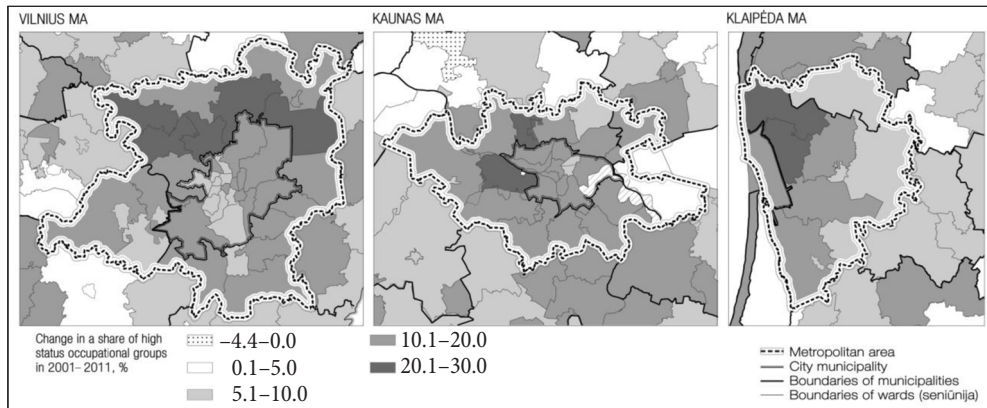 VILNIUS MA
KAUNAS MA
KLAIPĖDA MA
Change in a share of high
status occupational groups
in 2001–2011, %
–4.4–0.0
0.1–5.0
5.1–10.0
10.1–20.0
20.1–30.0
Metropolitan area
City municipality
Boundaries of municipalities
Boundaries of wards (seniūnija)